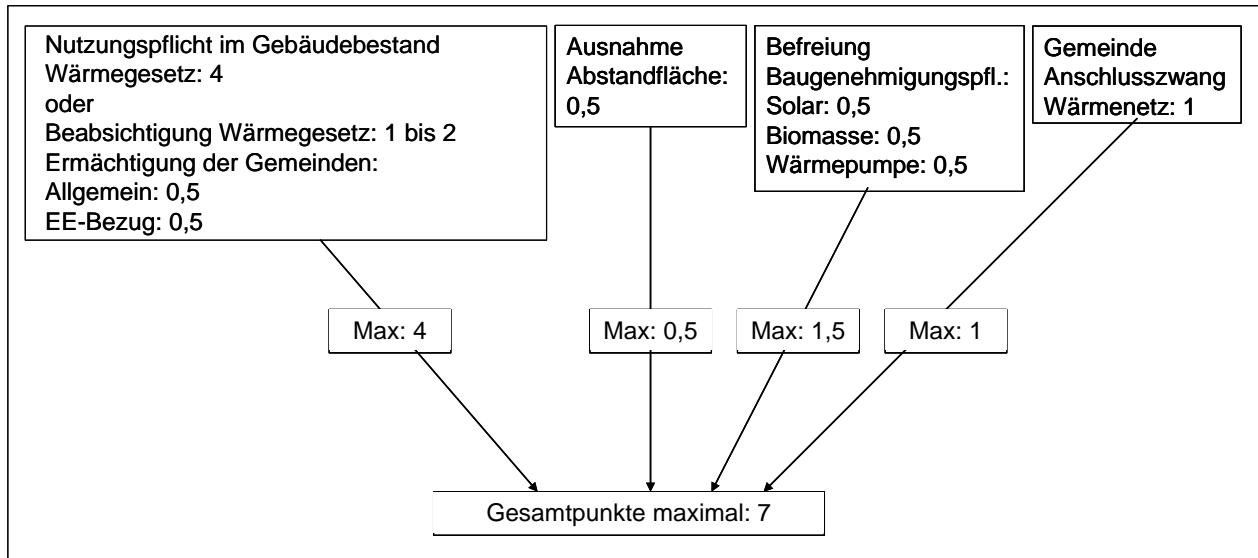 Nutzungspflicht im Gebäudebestand
Wärmegesetz: 4
oder
Beabsichtigung Wärmegesetz: 1 bis 2
Ermächtigung der Gemeinden:
Allgemein: 0,5
EE-Bezug: 0,5
Ausnahme
Abstandfläche:
0,5
Befreiung
Baugenehmigungspfl.:
Solar: 0,5
Biomasse: 0,5
Wärmepumpe: 0,5
Gemeinde
Anschlusszwang
Wärmenetz: 1
Max: 4
Max: 0,5
Max: 1,5
Max: 1
Gesamtpunkte maximal: 7